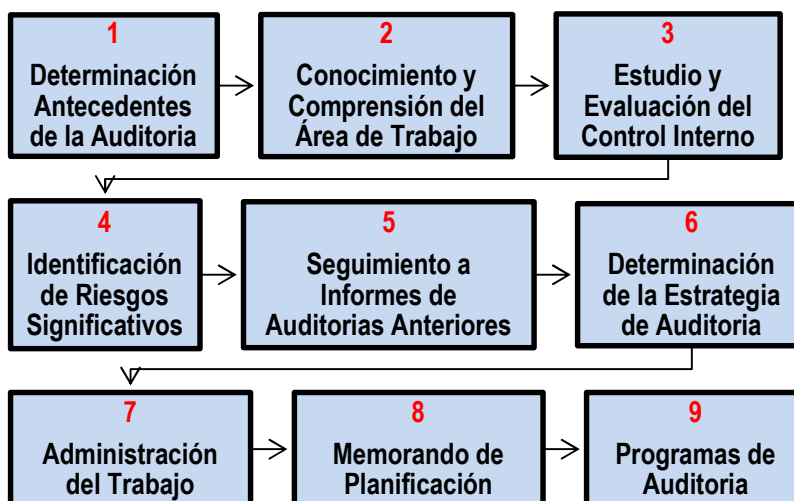 1
Determinación
Antecedentes
de la Auditoria
2
Conocimiento y
Comprensión del
Área de Trabajo
3
Estudio y
Evaluación del
Control Interno
4
Identificación
de Riesgos
Significativos
5
Seguimiento a
Informes de
Auditorias Anteriores
6
Determinación
de la Estrategia
de Auditoria
7
Administración
del Trabajo
8
Memorando de
Planificación
9
Programas de
Auditoria